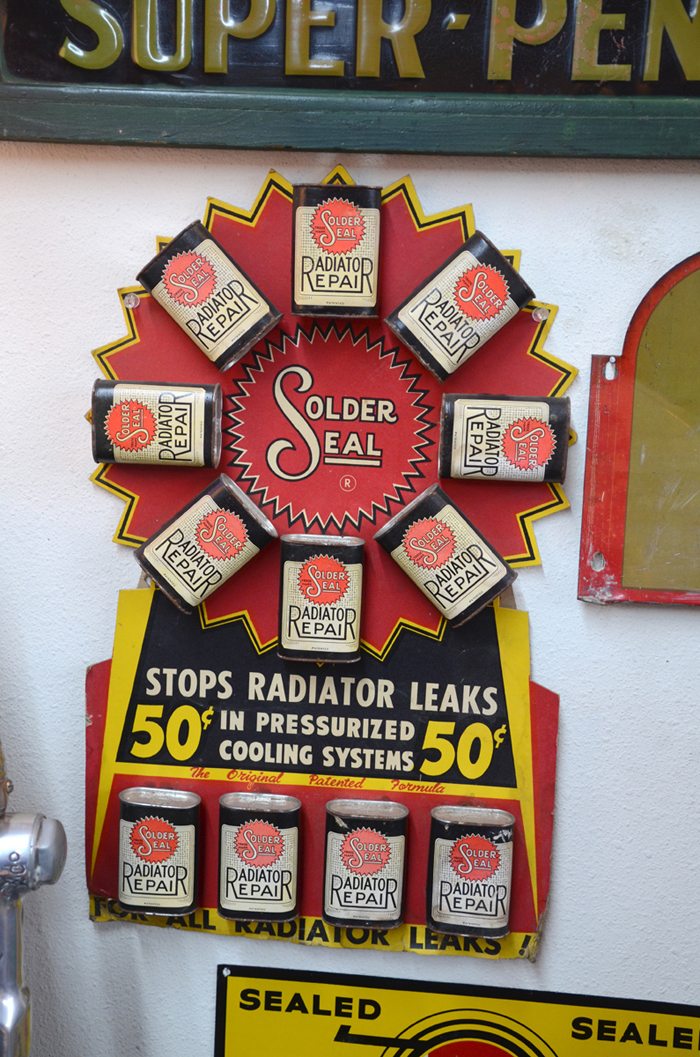 SUPER-PEN
SOLDER SEAL
RADIATOR REPAIR
SOLDER SEAL
RADIATOR REPAIR
SOLDER SEAL
RADIATOR REPAIR
SOLDER SEAL
RADIATOR REPAIR
SOLDER
SEAL
®
SOLDER SEAL
RADIATOR REPAIR
SOLDER SEAL
RADIATOR REPAIR
SOLDER SEAL
RADIATOR REPAIR
SOLDER SEAL
RADIATOR REPAIR
STOPS RADIATOR LEAKS
50¢ IN PRESSURIZED 50¢
COOLING SYSTEMS
The Original Patented Formula
SOLDER SEAL
RADIATOR REPAIR
SOLDER SEAL
RADIATOR REPAIR
SOLDER SEAL
RADIATOR REPAIR
SOLDER SEAL
RADIATOR REPAIR
FOR ALL RADIATOR LEAKS!
SEALED SEALE